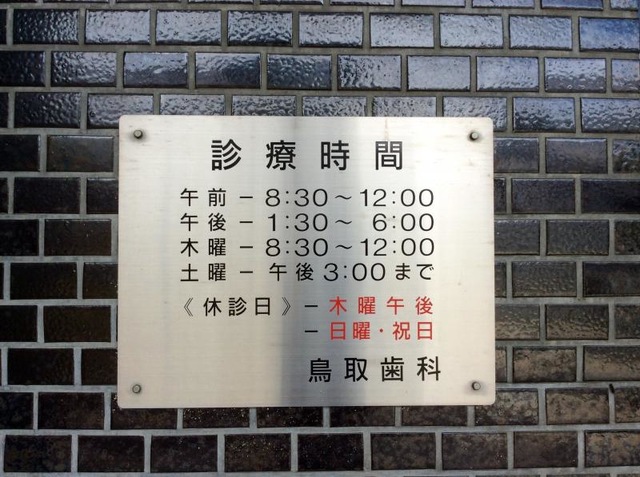 診療時間
午前－8:30～12:00
午後－1:30～ 6:00
木曜－8:30～12:00
土曜－午後3:00まで
《休診日》－木曜午後
－日曜・祝日
鳥取歯科